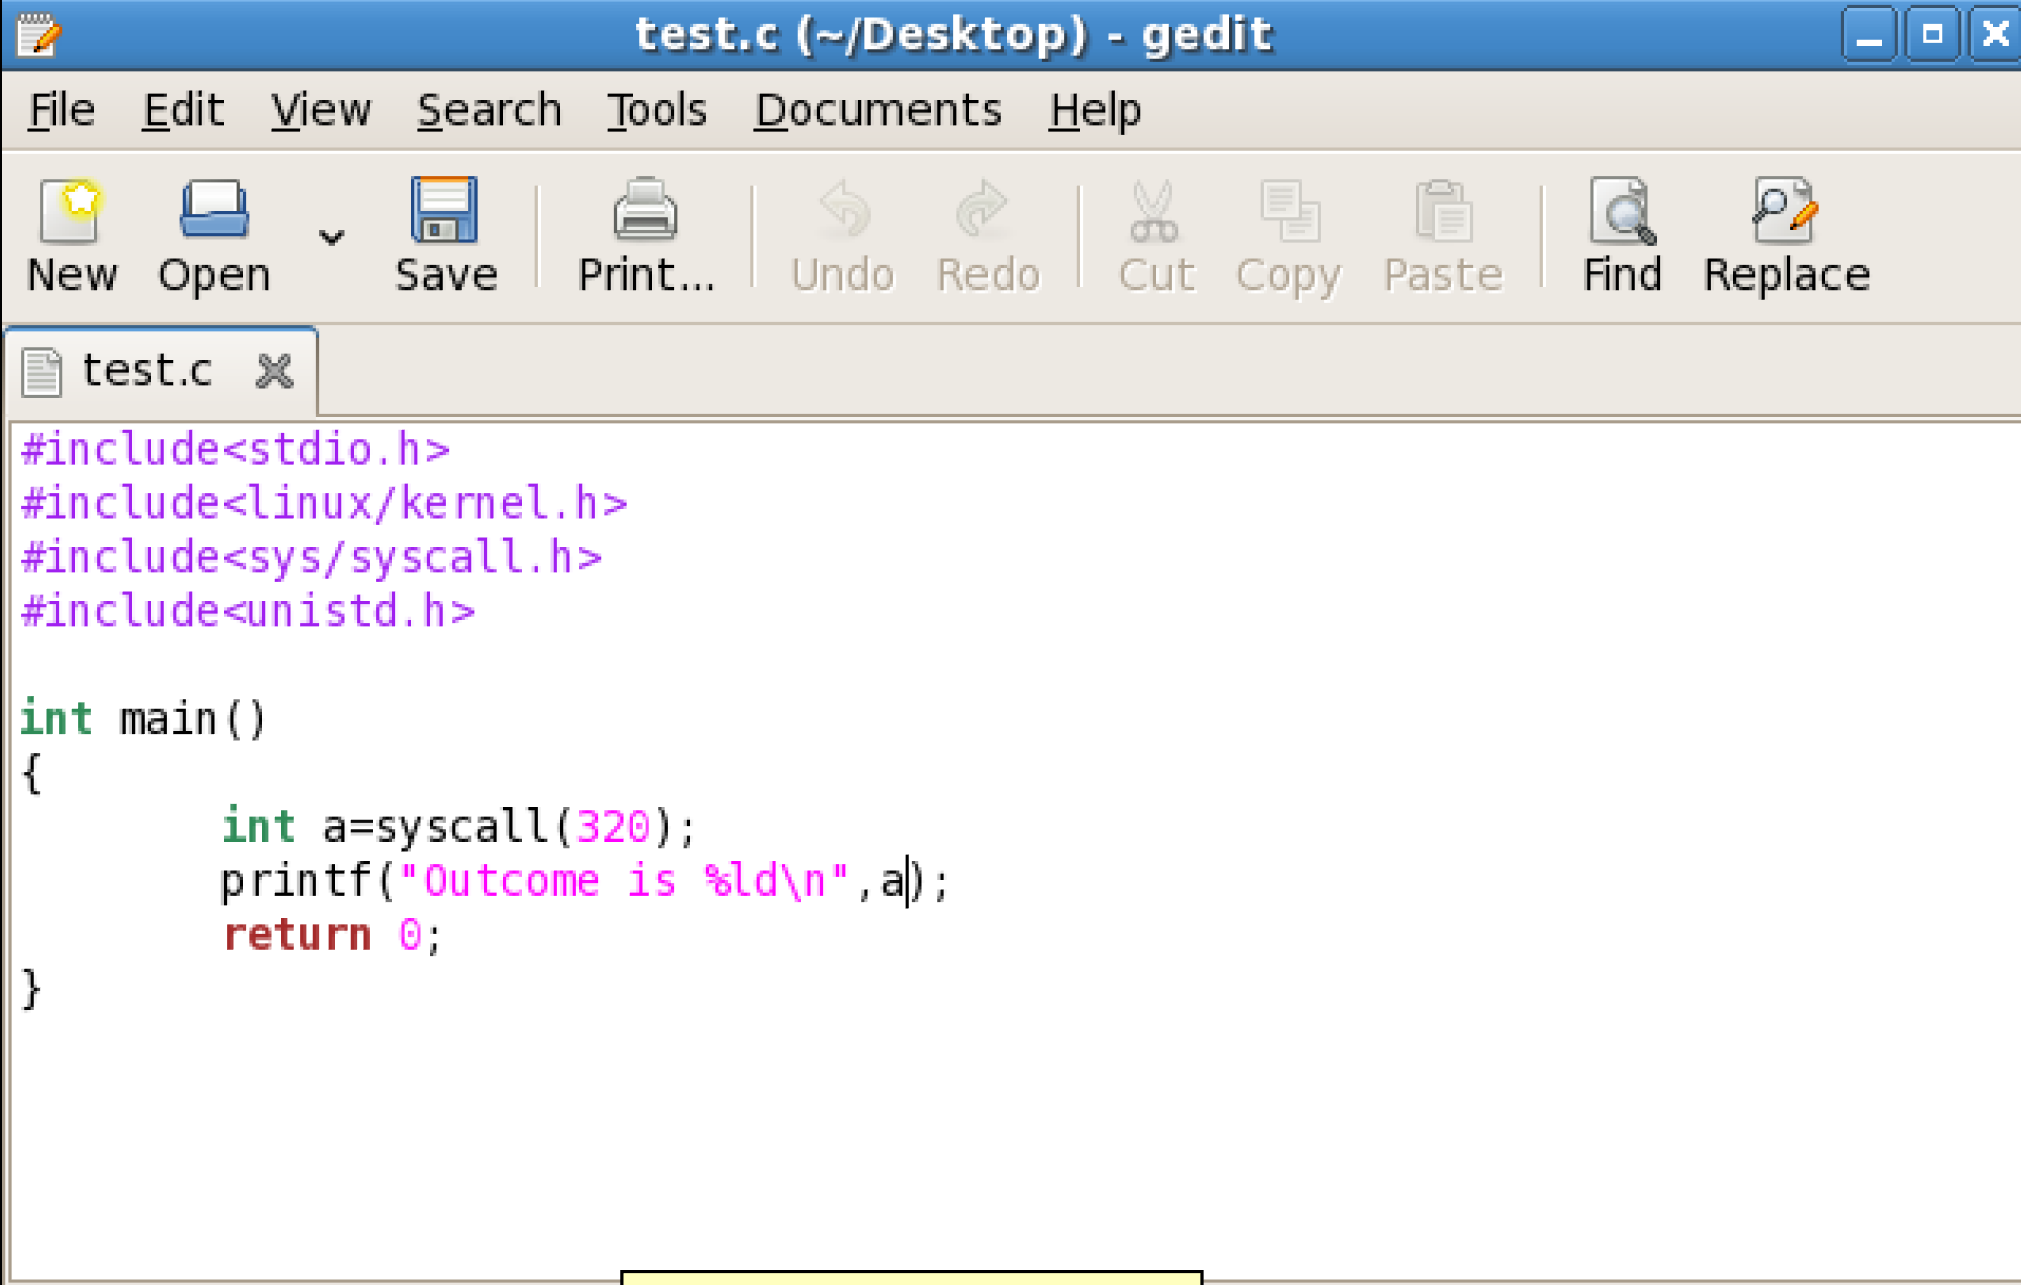 test.c (~/Desktop) - gedit
File Edit View Search Tools Documents Help
New Open Save Print... Undo Redo Cut Copy Paste Find Replace
test.c
#include<stdio.h>
#include<linux/kernel.h>
#include<sys/syscall.h>
#include<unistd.h>
int main()
{
int a=syscall(320);
printf("Outcome is %ld\n",a);
return 0;
}